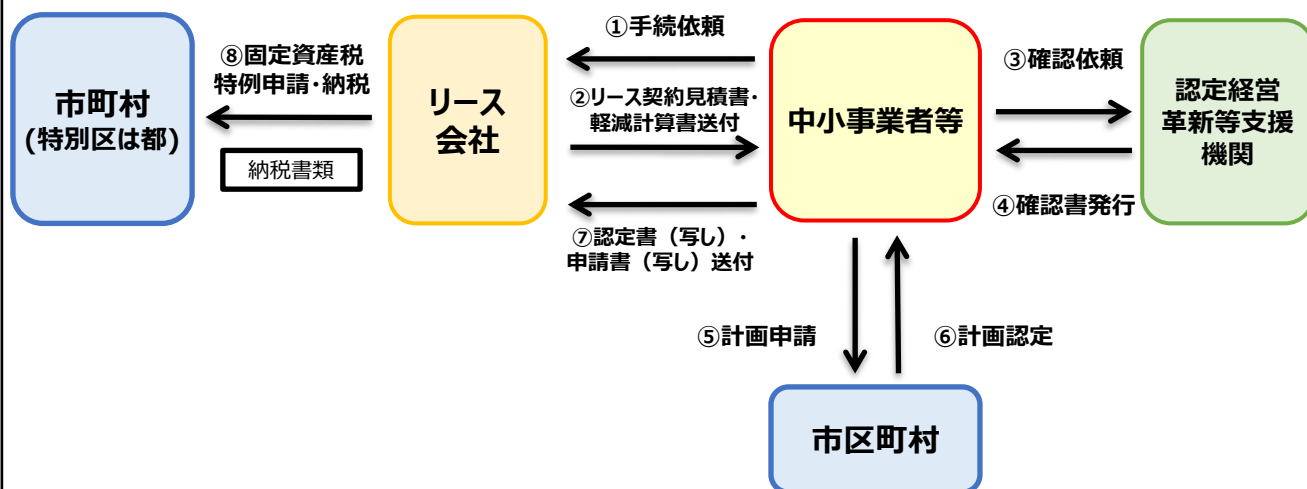 ①手続依頼
⑧固定資産税
特例申請・納税
③確認依頼
市町村
(特別区は都)
リース
会社
②リース契約見積書・
軽減計算書送付
中小事業者等
認定経営
革新等支援
機関
納税書類
④確認書発行
⑦認定書（写し）・
申請書（写し）送付
⑤計画申請
⑥計画認定
市区町村